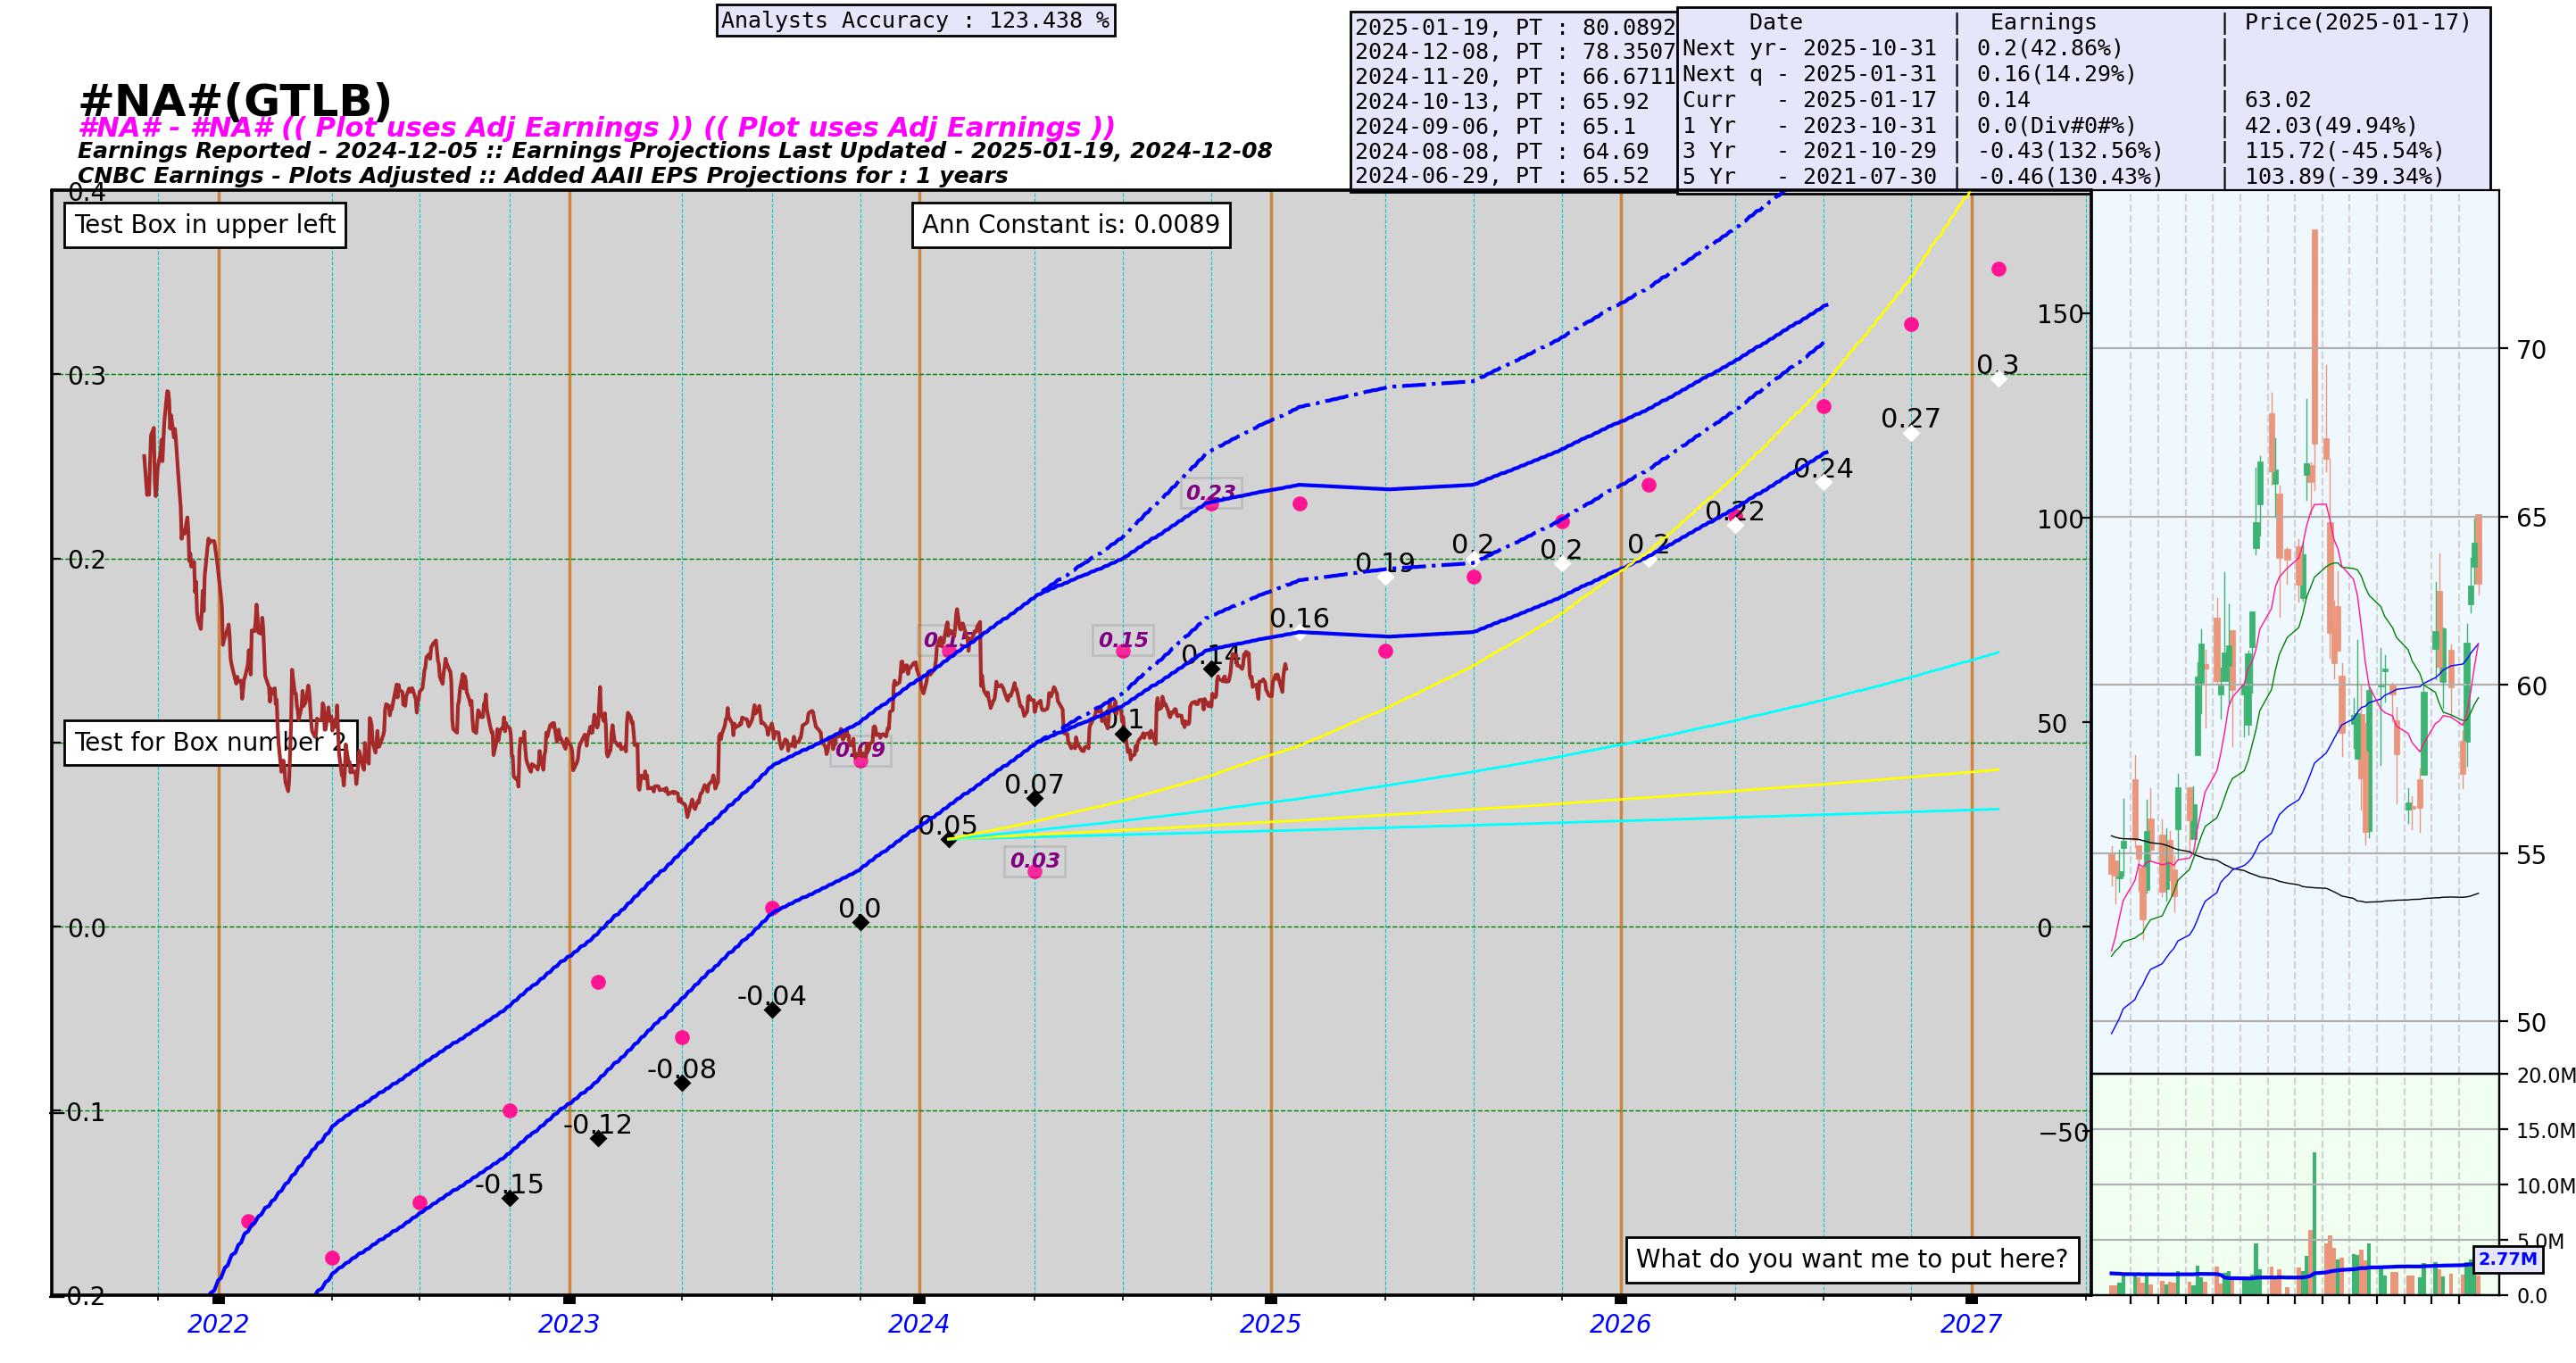 Analysts Accuracy : 123.438 %
2025-01-19, PT : 80.0892
2024-12-08, PT : 78.3507
2024-11-20, PT : 66.6711
2024-10-13, PT : 65.92
2024-09-06, PT : 65.1
2024-08-08, PT : 64.69
2024-06-29, PT : 65.52
Date | Earnings | Price(2025-01-17)
Next yr- 2025-10-31 | 0.2(42.86%) |
Next q - 2025-01-31 | 0.16(14.29%) |
Curr - 2025-01-17 | 0.14 | 63.02
1 Yr - 2023-10-31 | 0.0(Div#0#%) | 42.03(49.94%)
3 Yr - 2021-10-29 | -0.43(132.56%) | 115.72(-45.54%)
5 Yr - 2021-07-30 | -0.46(130.43%) | 103.89(-39.34%)
#NA#(GTLB)
#NA# - #NA# (( Plot uses Adj Earnings )) (( Plot uses Adj Earnings ))
Earnings Reported - 2024-12-05 :: Earnings Projections Last Updated - 2025-01-19, 2024-12-08
CNBC Earnings - Plots Adjusted :: Added AAII EPS Projections for : 1 years
0.4
Test Box in upper left
Ann Constant is: 0.0089
150
70
0.3
0.3
0.27
0.24
0.23
0.22
100
65
0.2
0.2
0.2
0.2
0.19
0.16
0.15
0.15
0.14
60
Test for Box number 2
0.1
0.09
50
0.07
0.05
0.03
55
0.0
0.0
0
-0.04
50
-0.08
20.0M
−0.1
-0.12
−50
15.0M
-0.15
10.0M
5.0M
What do you want me to put here?
2.77M
−0.2
0.0
2022
2023
2024
2025
2026
2027